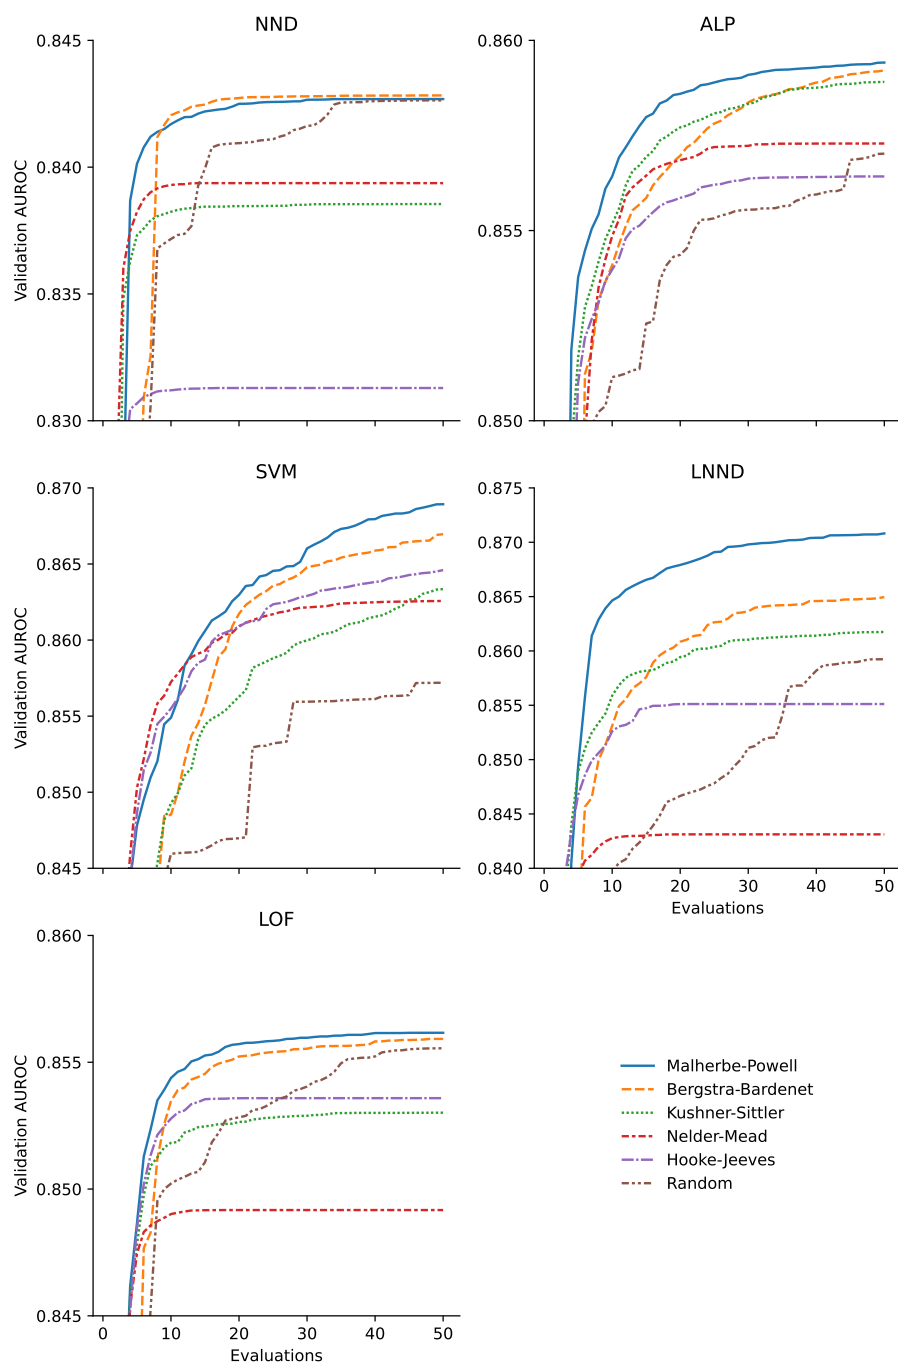 NND
0.845
0.840
0.835
0.830
Validation AUROC
ALP
0.860
0.855
0.850
SVM
0.870
0.865
0.860
0.855
0.850
0.845
Validation AUROC
LNND
0.875
0.870
0.865
0.860
0.855
0.850
0.845
0.840
0 10 20 30 40 50
Evaluations
LOF
0.860
0.855
0.850
0.845
Validation AUROC
0 10 20 30 40 50
Evaluations
Malherbe-Powell
Bergstra-Bardenet
Kushner-Sittler
Nelder-Mead
Hooke-Jeeves
Random